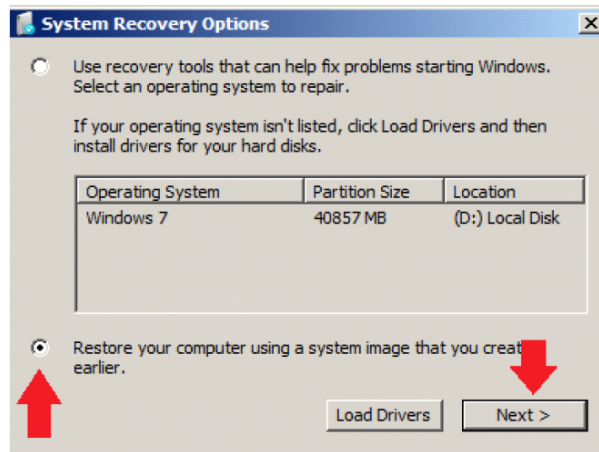 System Recovery Options
Use recovery tools that can help fix problems starting Windows.
Select an operating system to repair.
If your operating system isn't listed, click Load Drivers and then
install drivers for your hard disks.
Operating System Partition Size Location
Windows 7 40857 MB (D:) Local Disk
Restore your computer using a system image that you creat
earlier.
Load Drivers Next >